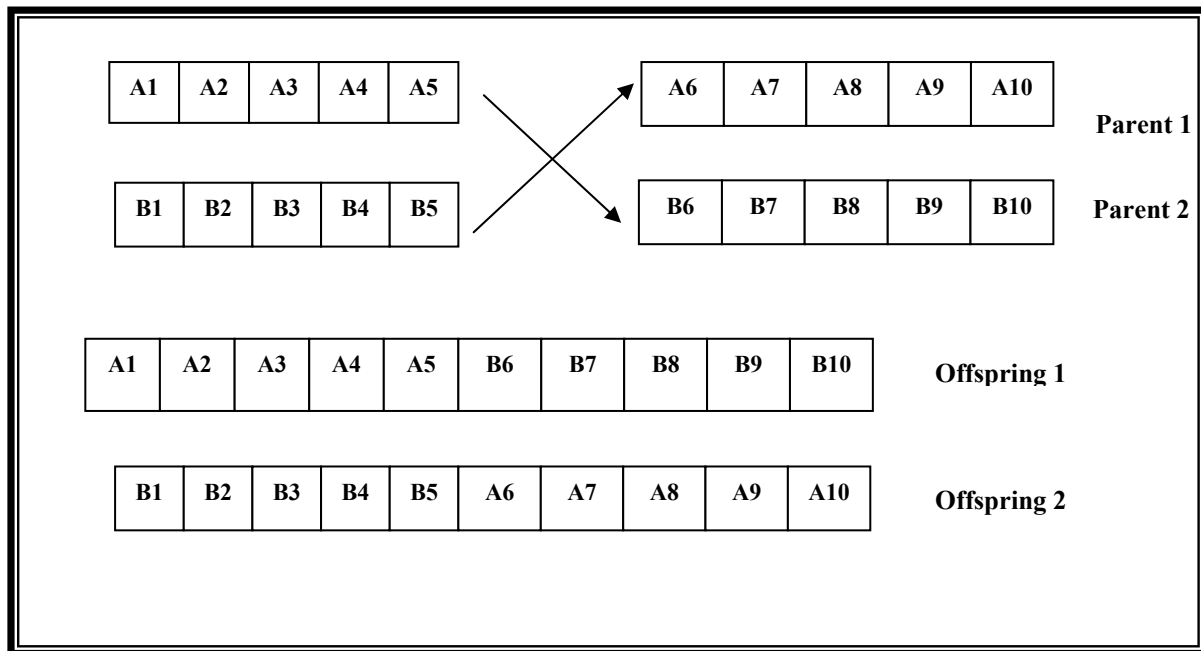 A1 A2 A3 A4 A5 A6 A7 A8 A9 A10
Parent 1
B1 B2 B3 B4 B5 B6 B7 B8 B9 B10
Parent 2
A1 A2 A3 A4 A5 B6 B7 B8 B9 B10
Offspring 1
B1 B2 B3 B4 B5 A6 A7 A8 A9 A10
Offspring 2